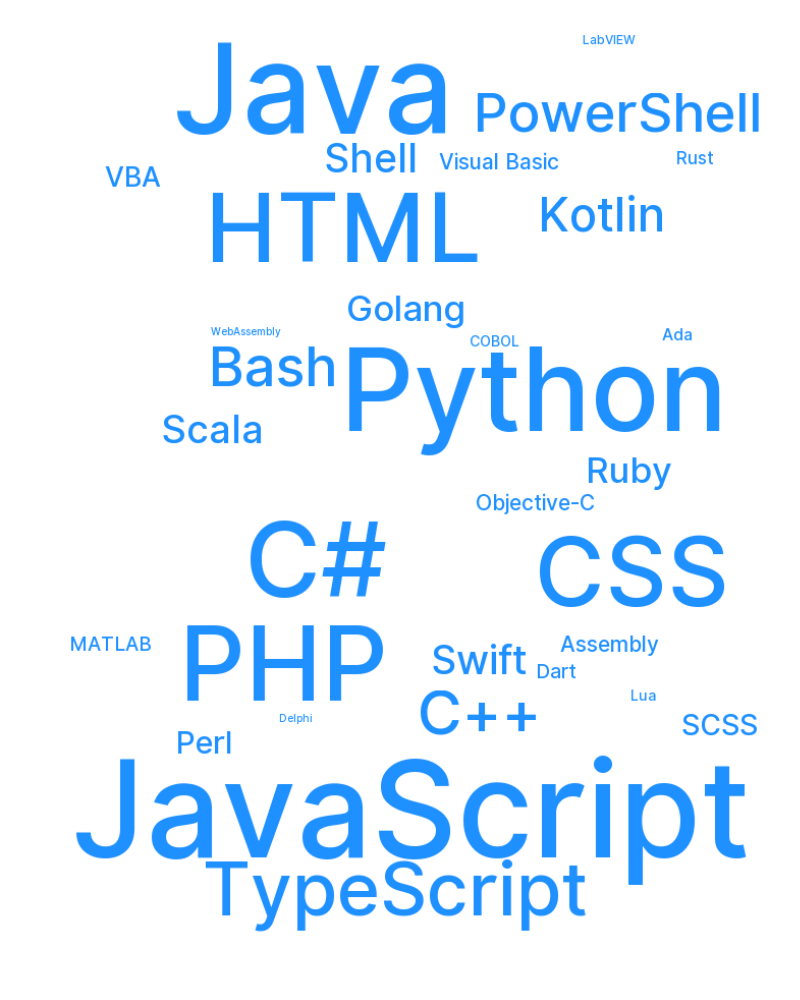 LabVIEW
Java
PowerShell
Shell
Visual Basic
Rust
VBA
HTML
Kotlin
Golang
WebAssembly
COBOL
Ada
Bash
Python
Scala
Ruby
Objective-C
C#
CSS
MATLAB
PHP
Swift
Assembly
Dart
Lua
C++
Delphi
SCSS
Perl
JavaScript
TypeScript